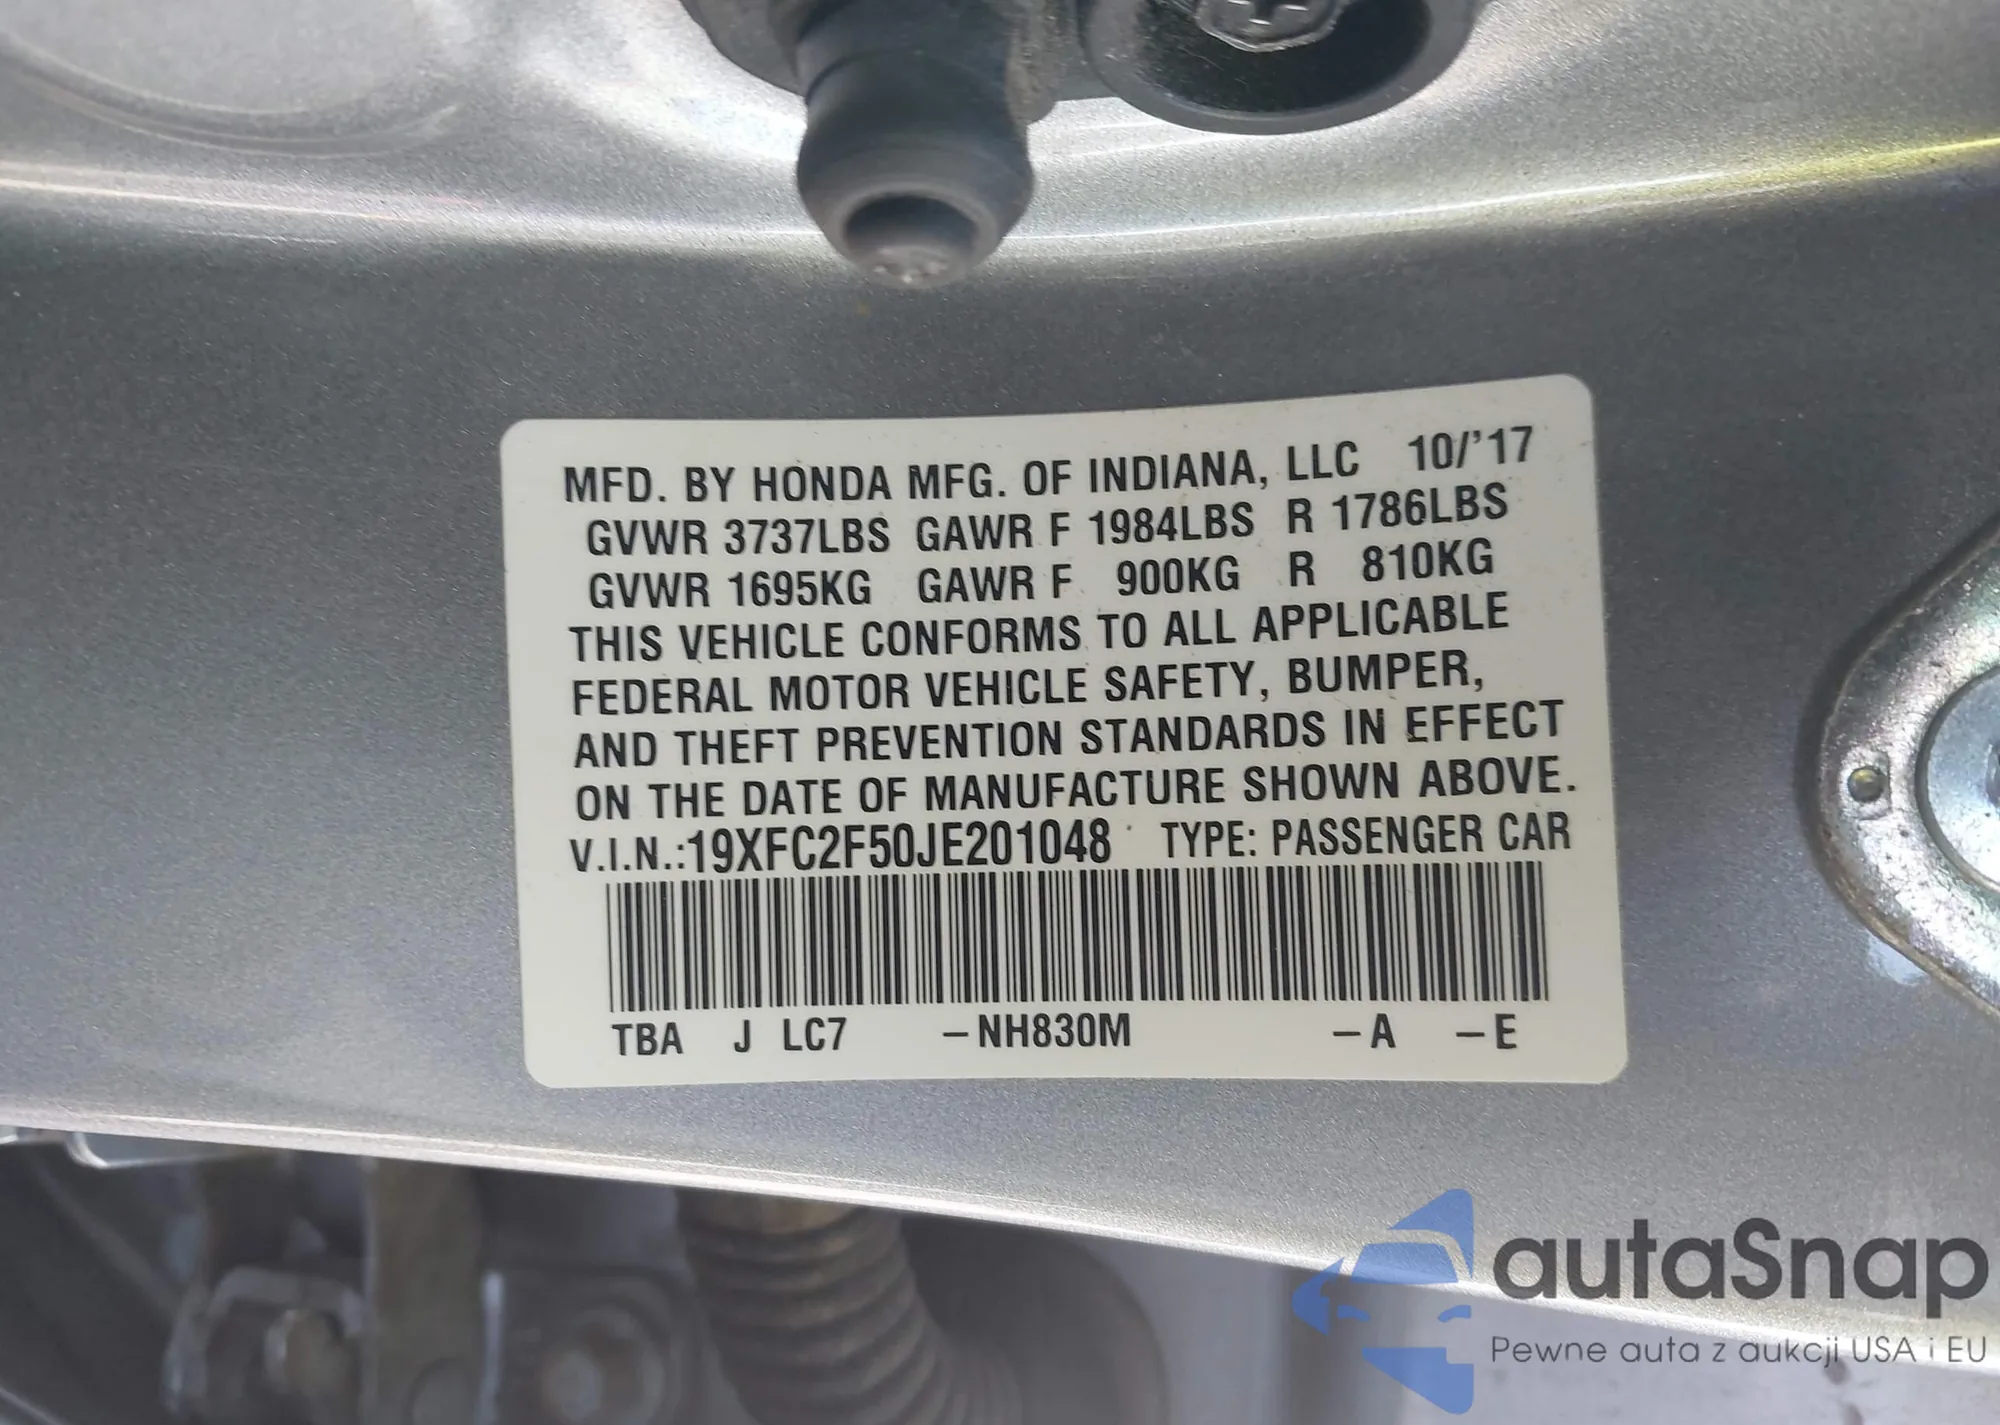 MFD. BY HONDA MFG. OF INDIANA, LLC 10/'17
GVWR 3737LBS GAWR F 1984LBS R 1786LBS
GVWR 1695KG GAWR F 900KG R 810KG
THIS VEHICLE CONFORMS TO ALL APPLICABLE
FEDERAL MOTOR VEHICLE SAFETY, BUMPER,
AND THEFT PREVENTION STANDARDS IN EFFECT
ON THE DATE OF MANUFACTURE SHOWN ABOVE.
V.I.N.:19XFC2F50JE201048 TYPE: PASSENGER CAR
TBA J LC7 –NH830M –A –E
autaSnap
Pewne auta z aukcji USA i EU